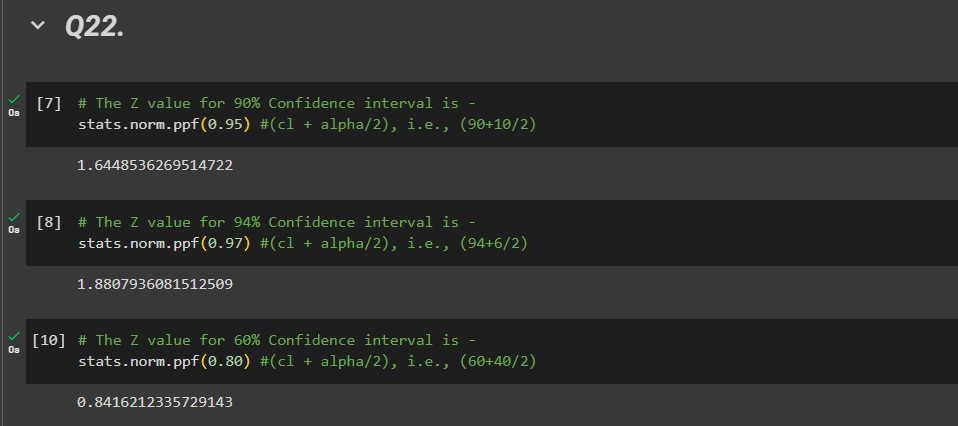 Q22.
[7] # The Z value for 90% Confidence interval is -
0s stats.norm.ppf(0.95) #(cl + alpha/2), i.e., (90+10/2)
1.6448536269514722
[8] # The Z value for 94% Confidence interval is -
0s stats.norm.ppf(0.97) #(cl + alpha/2), i.e., (94+6/2)
1.8807936081512509
[10] # The Z value for 60% Confidence interval is -
0s stats.norm.ppf(0.80) #(cl + alpha/2), i.e., (60+40/2)
0.8416212335729143